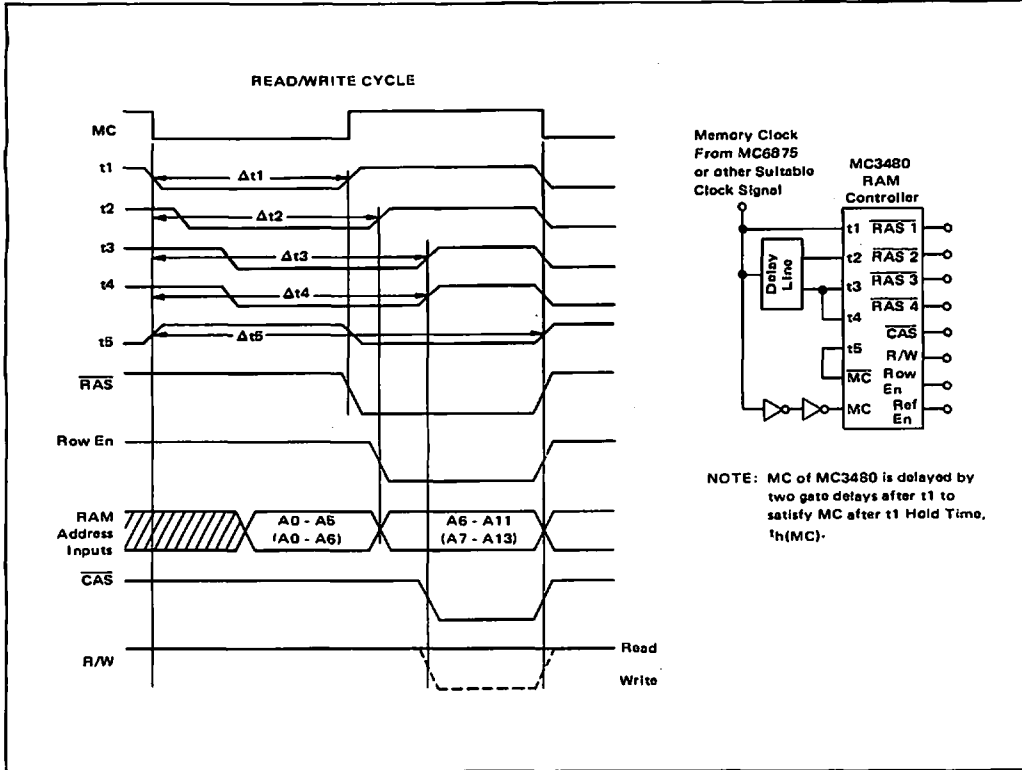 READ/WRITE CYCLE
MC
t1
Δt1
t2
Δt2
t3
Δt3
t4
Δt4
t5
Δt5
RAS
Row En
RAM
Address
Inputs
A0 - A5
(A0 - A6)
A6 - A11
(A7 - A13)
CAS
R/W
Read
Write
Memory Clock
From MC6875
or other Suitable
Clock Signal
MC3480
RAM
Controller
Delay
Line
t1 RAS 1
t2 RAS 2
t3 RAS 3
t4 RAS 4
CAS
t5 R/W
MC Row
En
MC Ref
En
NOTE: MC of MC3480 is delayed by
two gate delays after t1 to
satisfy MC after t1 Hold Time,
th(MC).